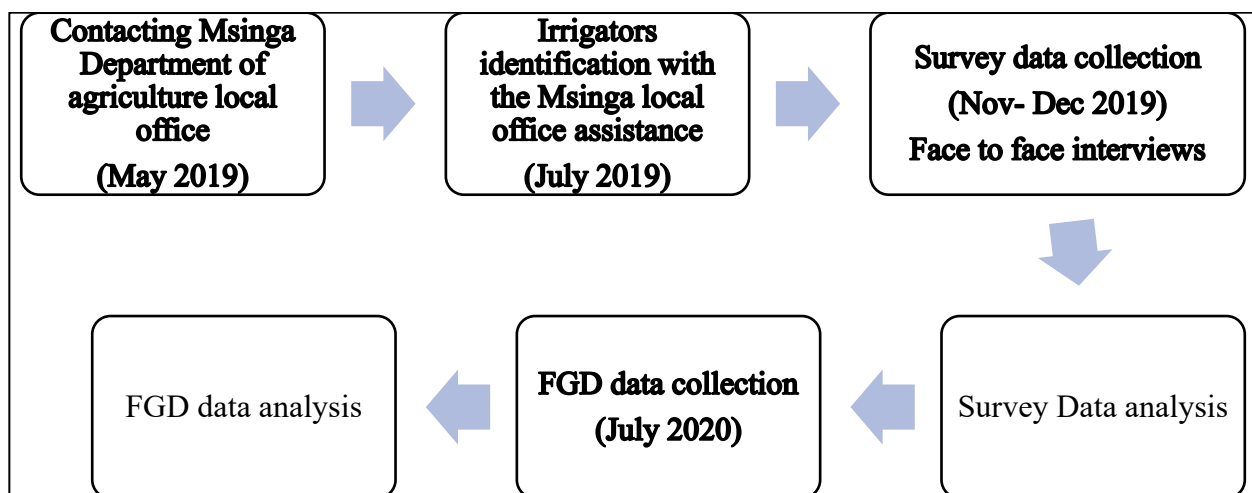 Contacting Msinga
Department of
agriculture local
office
(May 2019)
Irrigators
identification with
the Msinga local
office assistance
(July 2019)
Survey data collection
(Nov- Dec 2019)
Face to face interviews
Survey Data analysis
FGD data collection
(July 2020)
FGD data analysis